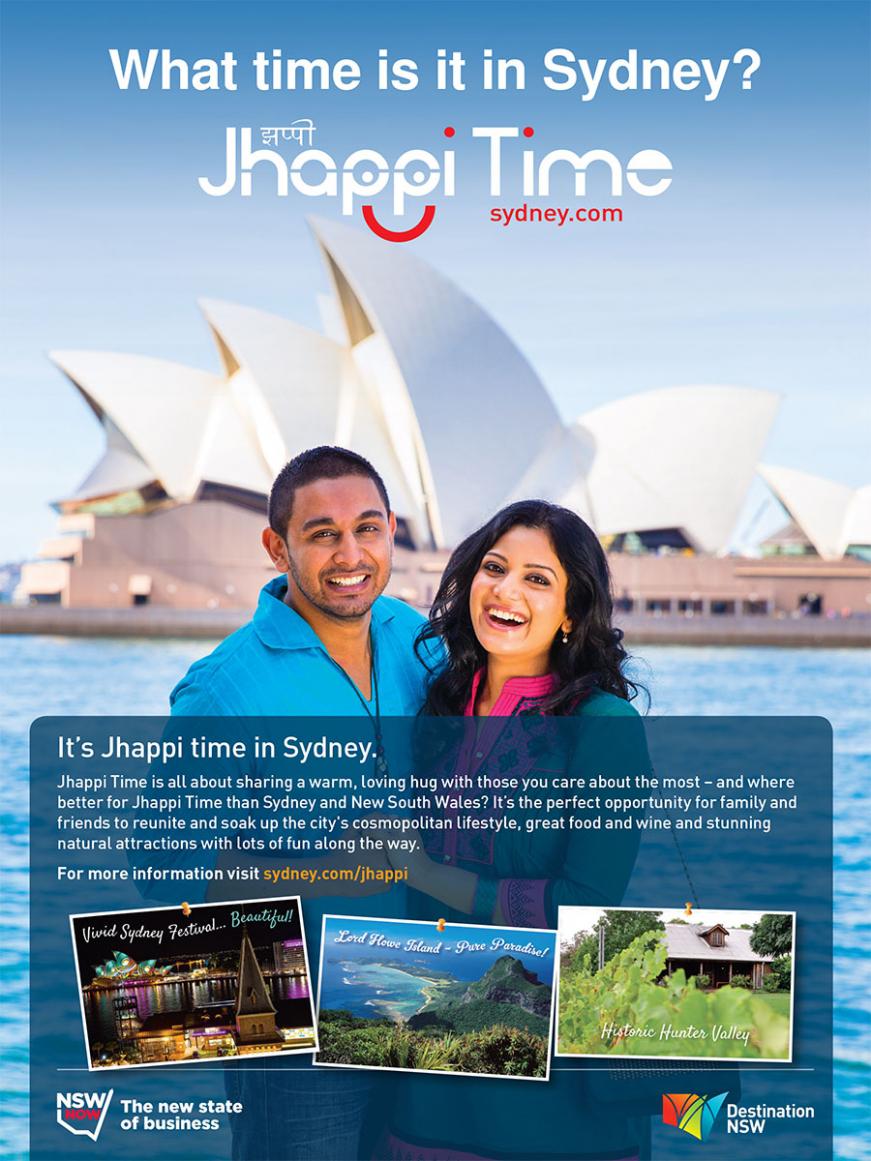 What time is it in Sydney?
झप्पी
Jhappi Time
sydney.com
It's Jhappi time in Sydney.
Jhappi Time is all about sharing a warm, loving hug with those you care about the most – and where
better for Jhappi Time than Sydney and New South Wales? It's the perfect opportunity for family and
friends to reunite and soak up the city's cosmopolitan lifestyle, great food and wine and stunning
natural attractions with lots of fun along the way.
For more information visit sydney.com/jhappi
Vivid Sydney Festival... Beautiful!
Lord Howe Island - Pure Paradise!
Historic Hunter Valley
NSW
NOW
The new state
of business
Destination
NSW